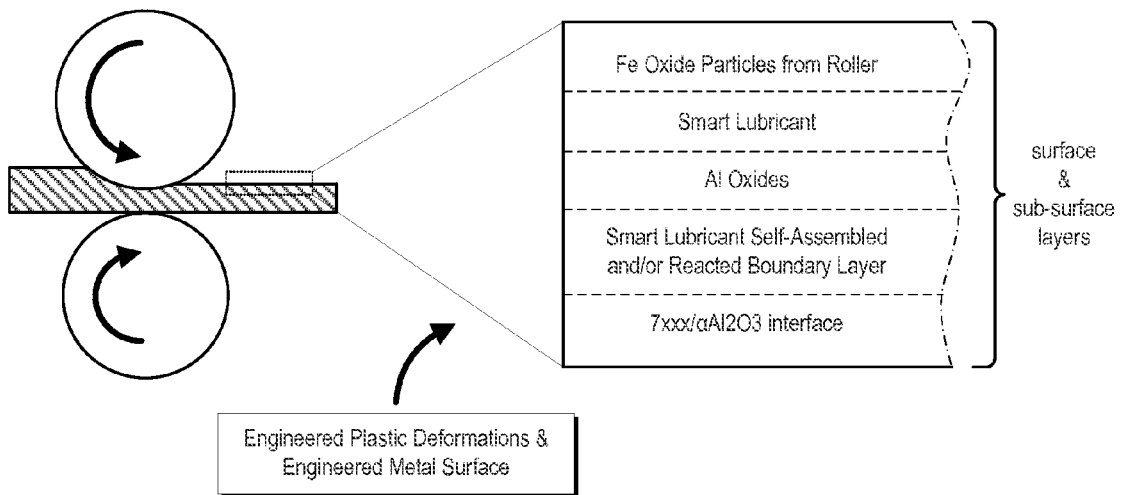 Fe Oxide Particles from Roller
Smart Lubricant
Al Oxides
Smart Lubricant Self-Assembled
and/or Reacted Boundary Layer
7xxx/αAl2O3 interface
surface
&
sub-surface
layers
Engineered Plastic Deformations &
Engineered Metal Surface